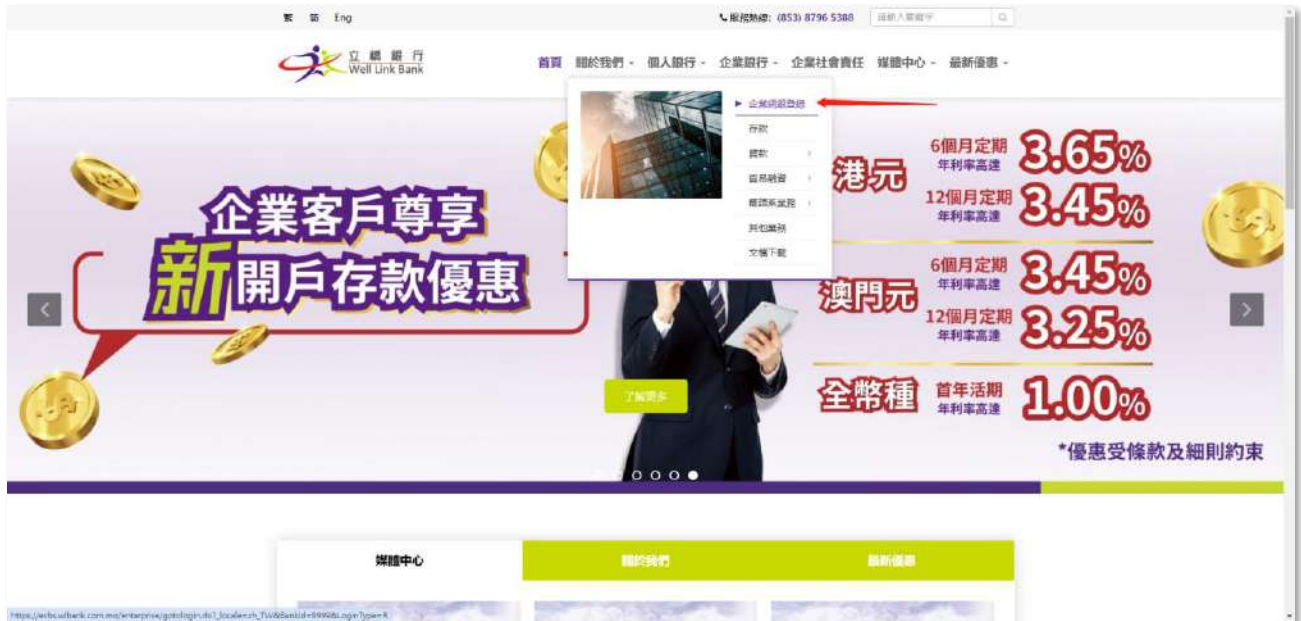 繁 简 Eng
服務熱線: (853) 8796 5388
請輸入關鍵字
立橋銀行
Well Link Bank
首頁 關於我們 個人銀行 企業銀行 企業社會責任 媒體中心 最新優惠
企業網銀登錄
存款
貸款
貿易融資
其他業務
文檔下載
企業客戶尊享
新開戶存款優惠
了解更多
港元
6個月定期
年利率高達
3.65%
12個月定期
年利率高達
3.45%
澳門元
6個月定期
年利率高達
3.45%
12個月定期
年利率高達
3.25%
全幣種
首年活期
年利率高達
1.00%
*優惠受條款及細則約束
媒體中心 關於我們 最新優惠